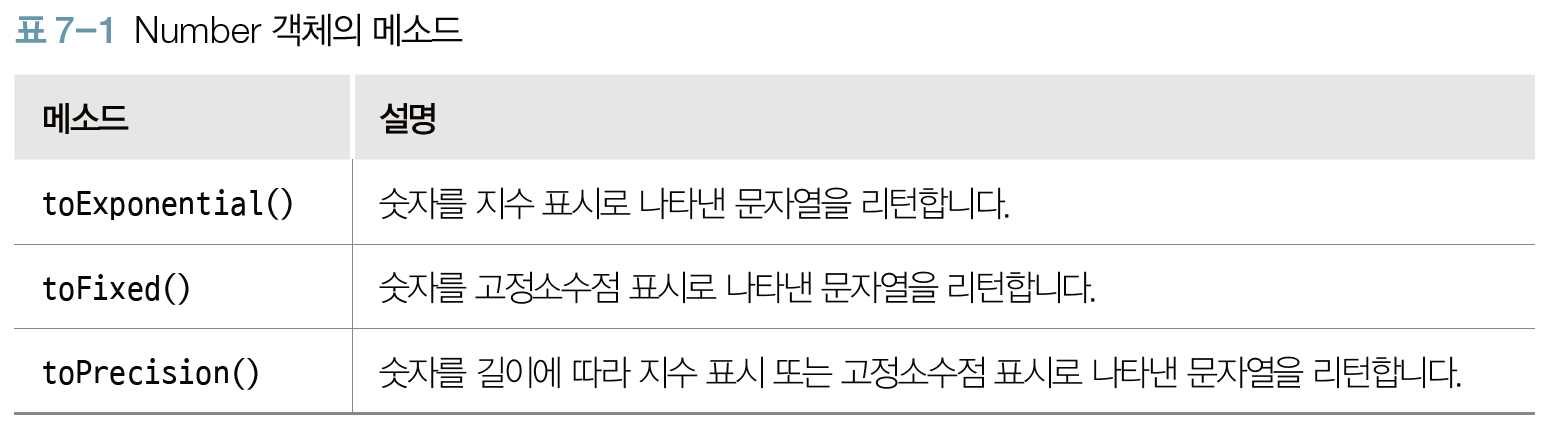 표 7-1 Number 객체의 메소드
메소드 설명
toExponential() 숫자를 지수 표시로 나타낸 문자열을 리턴합니다.
toFixed() 숫자를 고정소수점 표시로 나타낸 문자열을 리턴합니다.
toPrecision() 숫자를 길이에 따라 지수 표시 또는 고정소수점 표시로 나타낸 문자열을 리턴합니다.